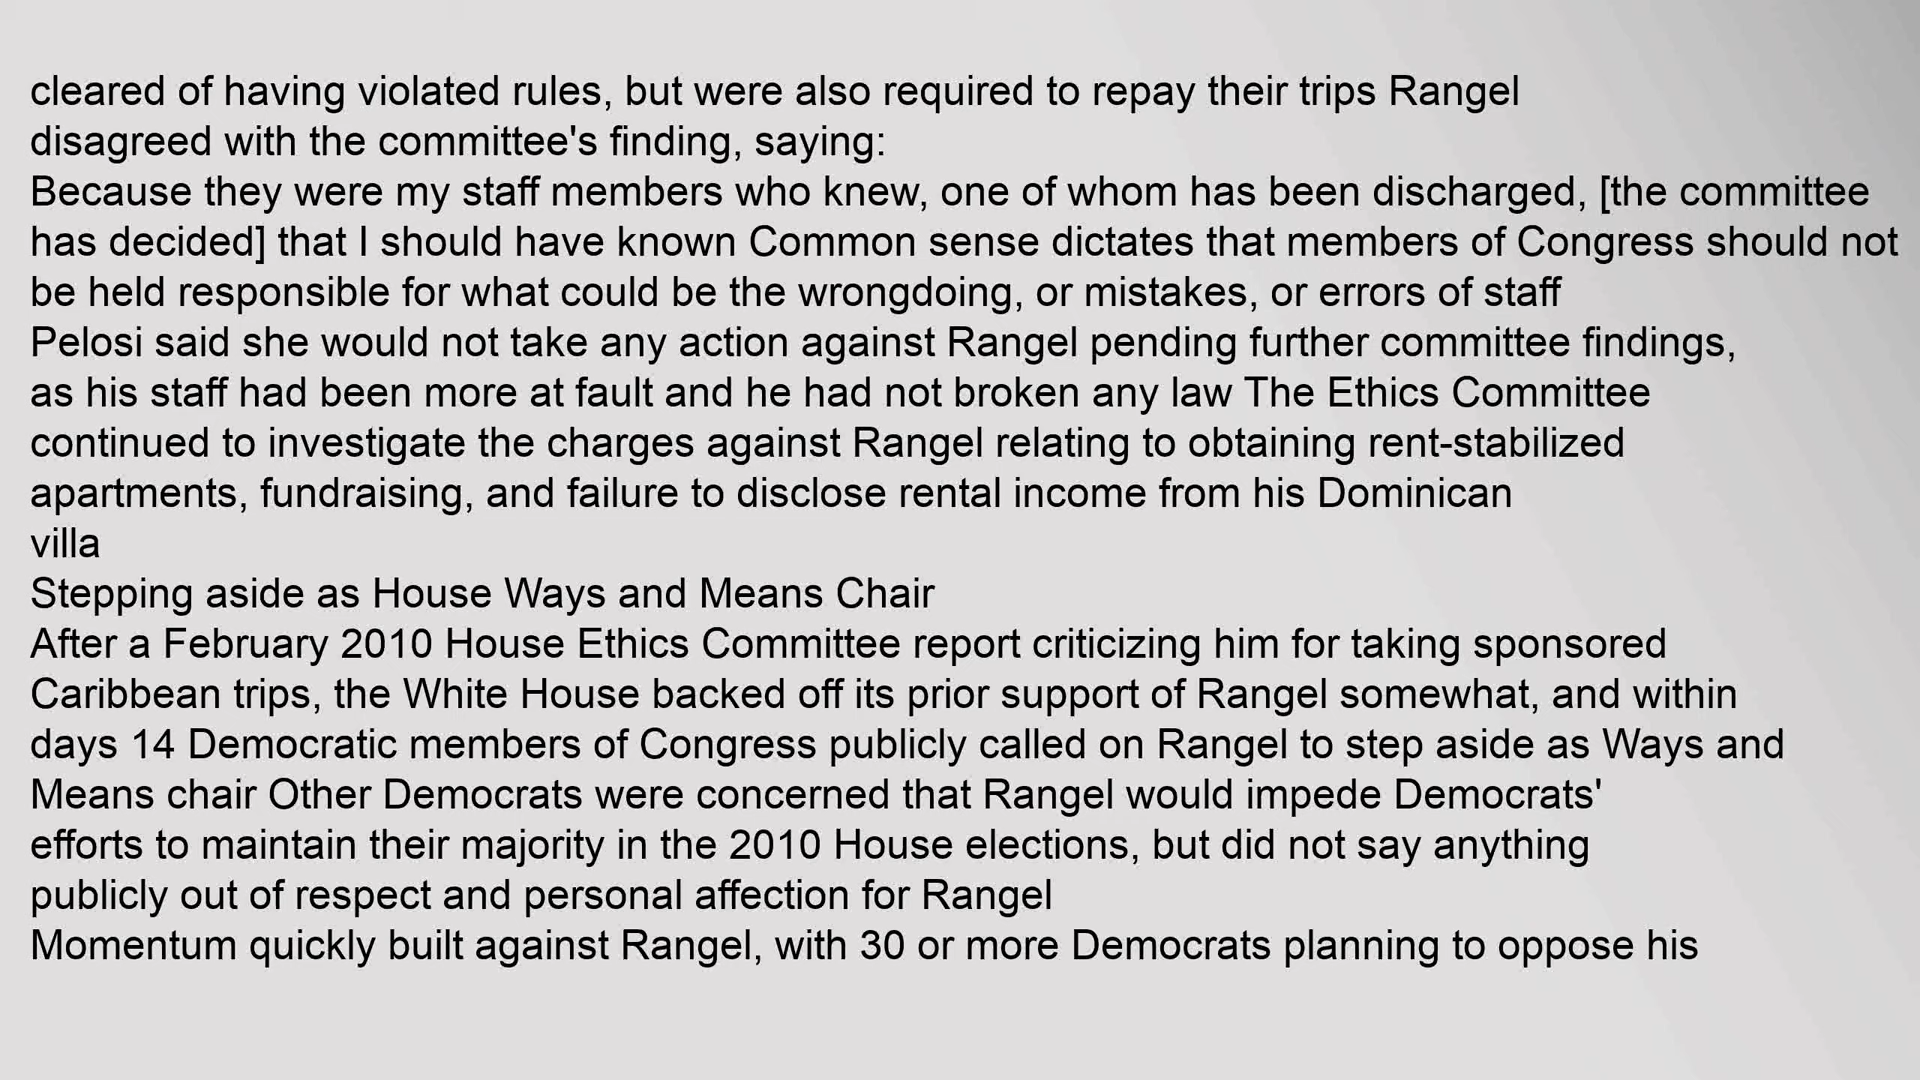 cleared of having violated rules, but were also required to repay their trips Rangel
disagreed with the committee's finding, saying:
Because they were my staff members who knew, one of whom has been discharged, [the committee
has decided] that I should have known Common sense dictates that members of Congress should not
be held responsible for what could be the wrongdoing, or mistakes, or errors of staff
Pelosi said she would not take any action against Rangel pending further committee findings,
as his staff had been more at fault and he had not broken any law The Ethics Committee
continued to investigate the charges against Rangel relating to obtaining rent-stabilized
apartments, fundraising, and failure to disclose rental income from his Dominican
villa
Stepping aside as House Ways and Means Chair
After a February 2010 House Ethics Committee report criticizing him for taking sponsored
Caribbean trips, the White House backed off its prior support of Rangel somewhat, and within
days 14 Democratic members of Congress publicly called on Rangel to step aside as Ways and
Means chair Other Democrats were concerned that Rangel would impede Democrats'
efforts to maintain their majority in the 2010 House elections, but did not say anything
publicly out of respect and personal affection for Rangel
Momentum quickly built against Rangel, with 30 or more Democrats planning to oppose his